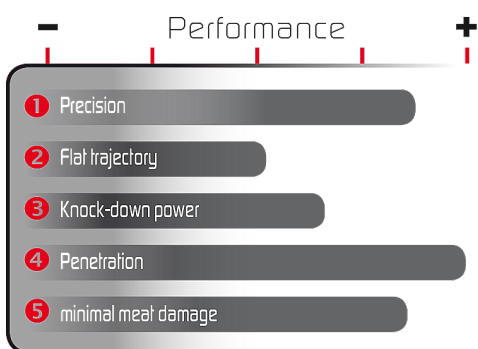 - Performance +
1 Precision
2 Flat trajectory
3 Knock-down power
4 Penetration
5 minimal meat damage